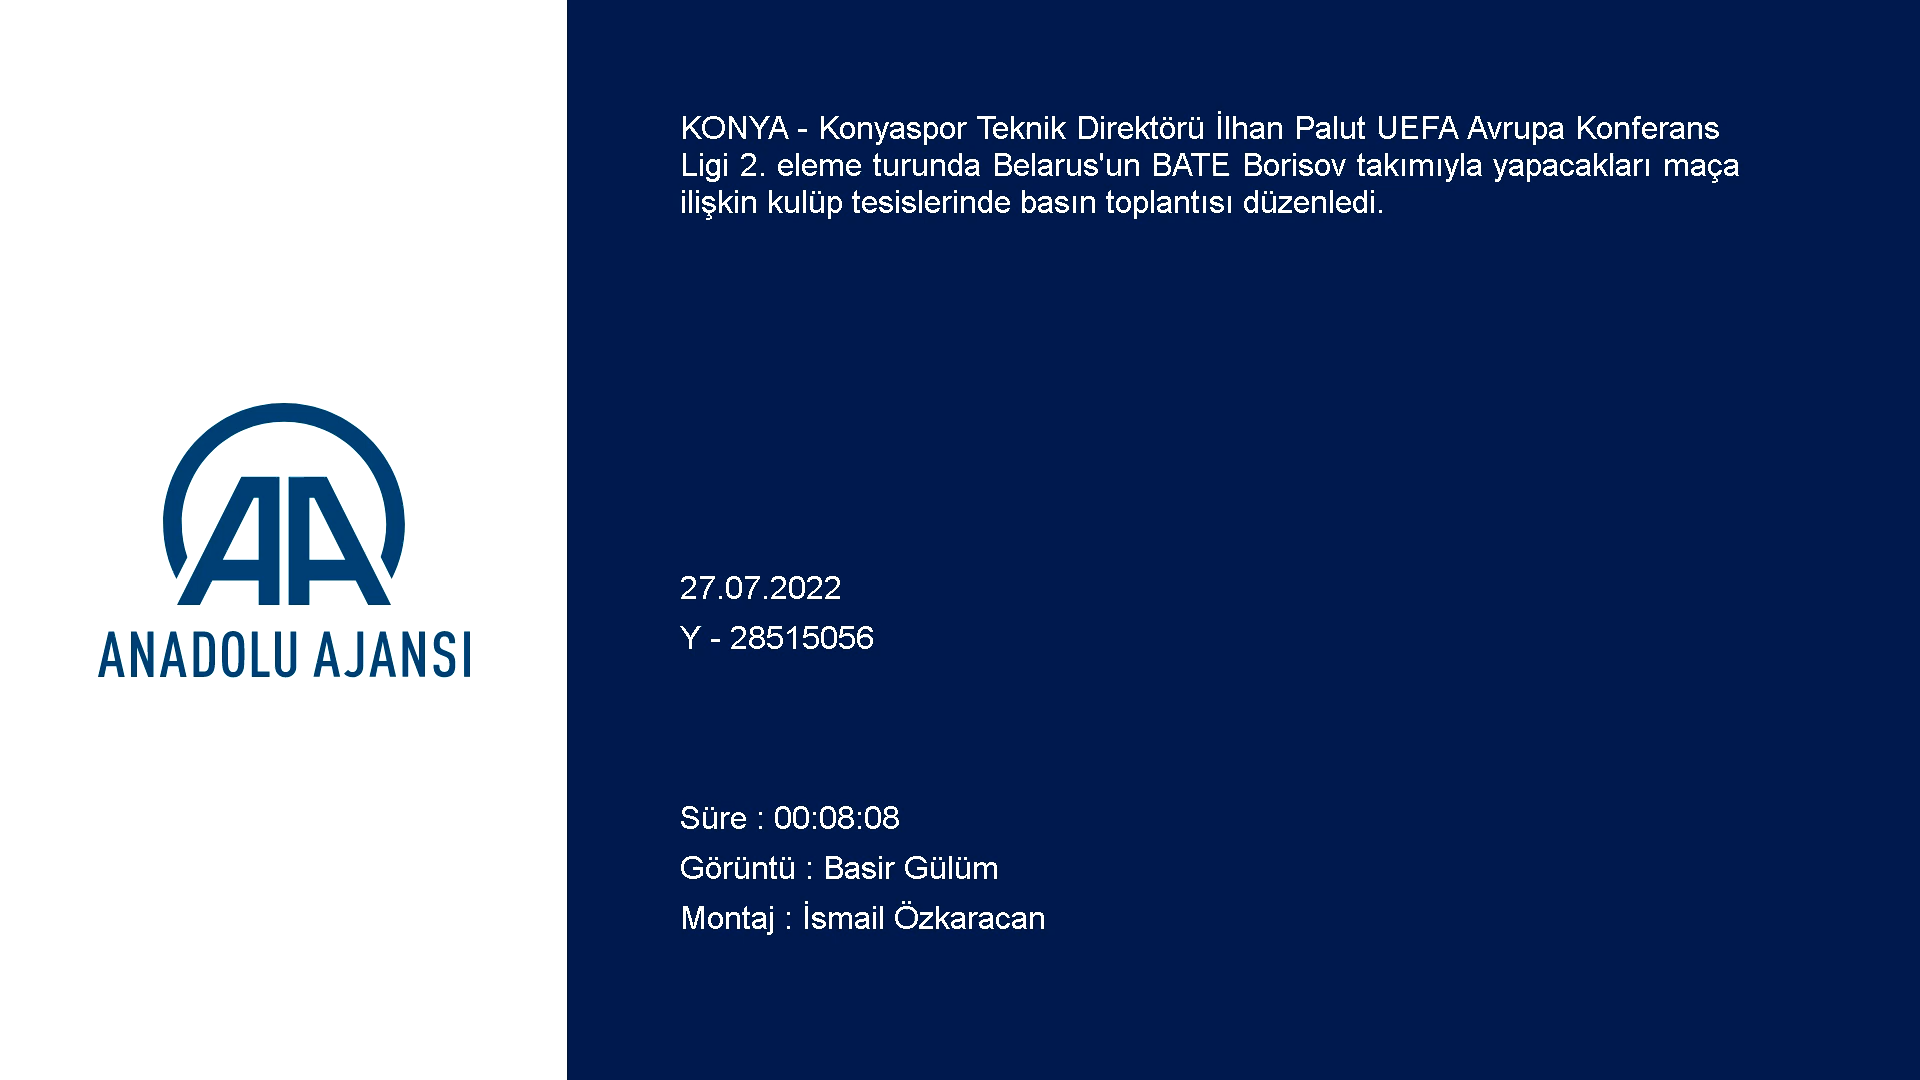 KONYA - Konyaspor Teknik Direktörü İlhan Palut UEFA Avrupa Konferans
Ligi 2. eleme turunda Belarus'un BATE Borisov takımıyla yapacakları maça
ilişkin kulüp tesislerinde basın toplantısı düzenledi.
AA
ANADOLU AJANSI
27.07.2022
Y - 28515056
Süre : 00:08:08
Görüntü : Basir Gülüm
Montaj : İsmail Özkaracan